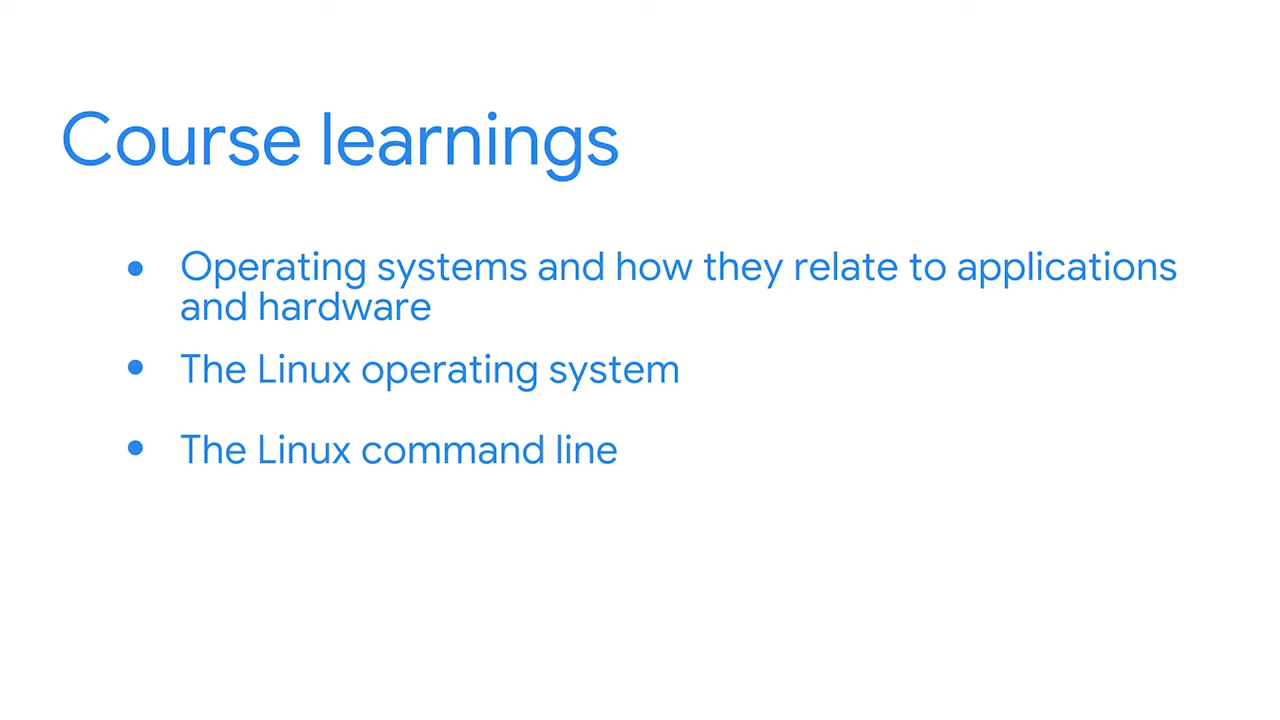 Course learnings
• Operating systems and how they relate to applications
and hardware
• The Linux operating system
• The Linux command line